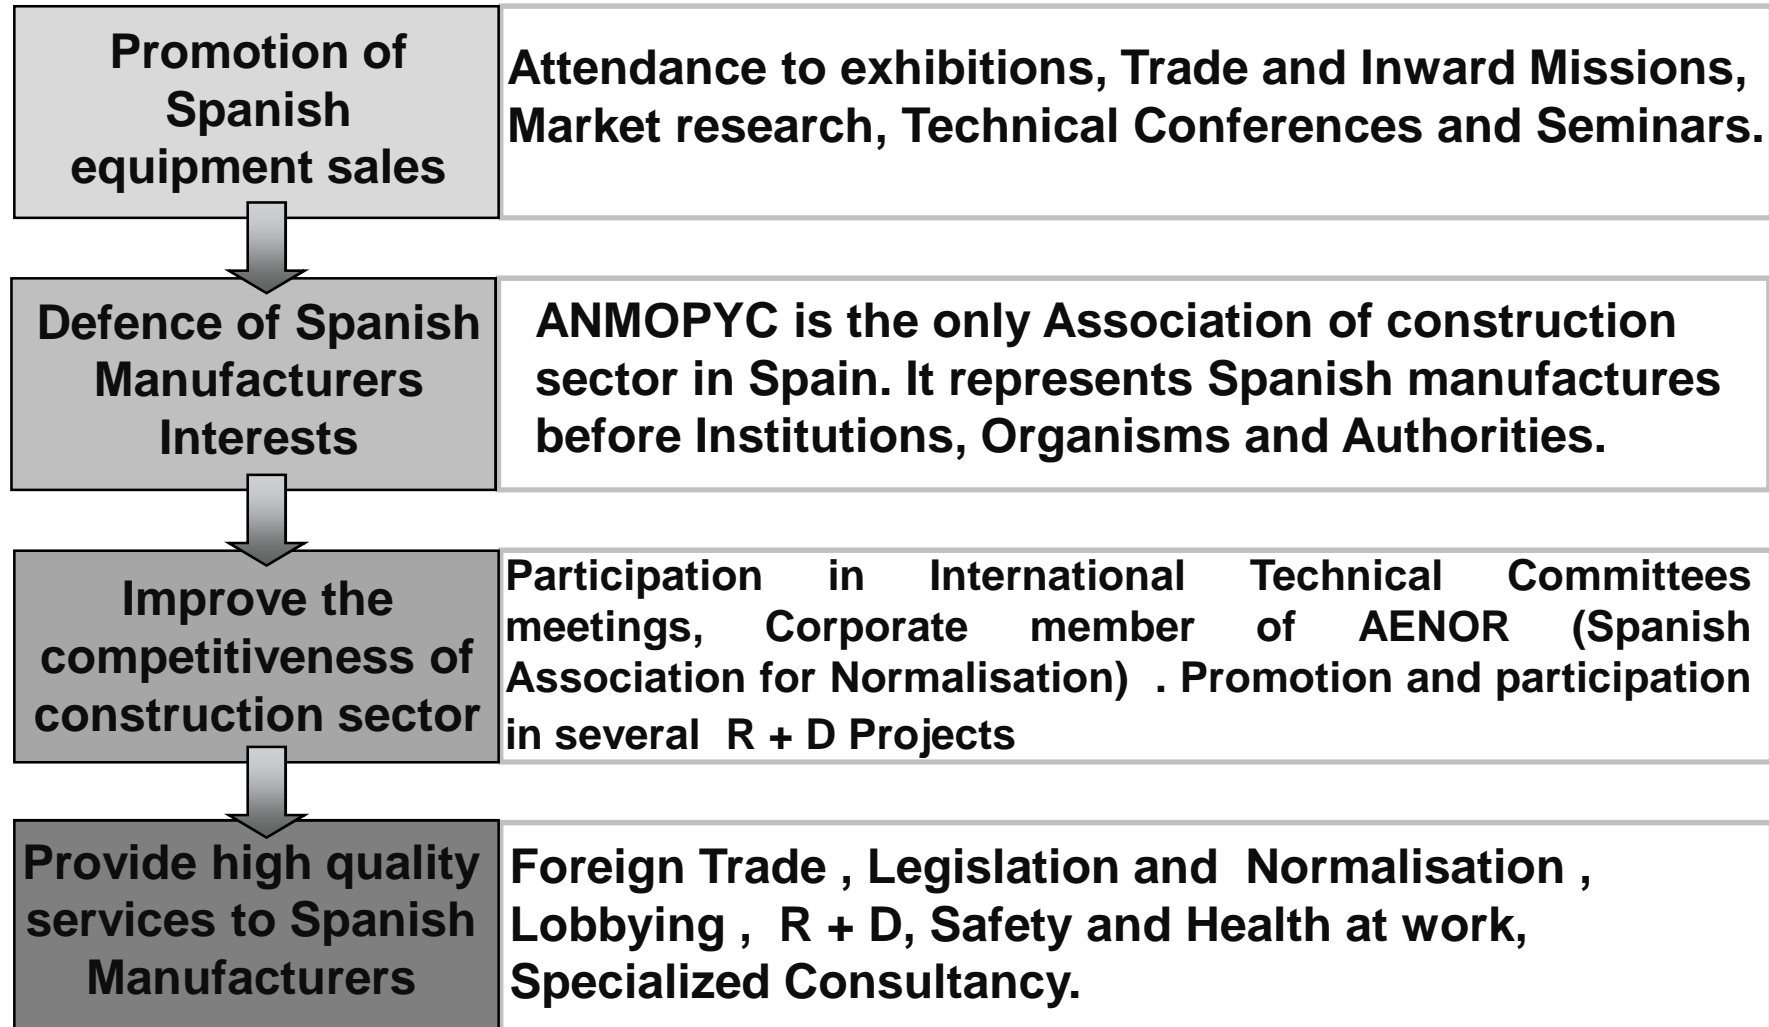 Promotion of
Spanish
equipment sales
Attendance to exhibitions, Trade and Inward Missions,
Market research, Technical Conferences and Seminars.
Defence of Spanish
Manufacturers
Interests
ANMOPYC is the only Association of construction
sector in Spain. It represents Spanish manufactures
before Institutions, Organisms and Authorities.
Improve the
competitiveness of
construction sector
Participation in International Technical Committees
meetings, Corporate member of AENOR (Spanish
Association for Normalisation) . Promotion and participation
in several R + D Projects
Provide high quality
services to Spanish
Manufacturers
Foreign Trade , Legislation and Normalisation ,
Lobbying , R + D, Safety and Health at work,
Specialized Consultancy.